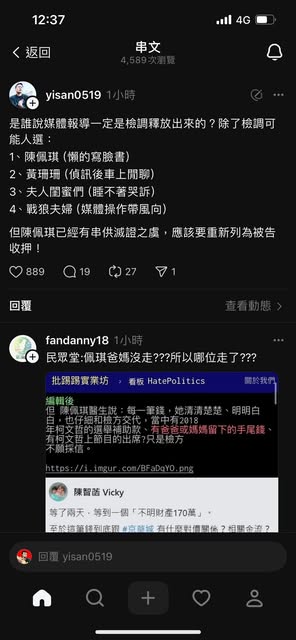 12:37
4G
返回
串文
4,589次瀏覽
yisan0519 1小時
是誰說媒體報導一定是檢調釋放出來的？除了檢調可
能人選：
1、陳佩琪 (懶的寫臉書)
2、黃珊珊 (偵訊後車上閒聊)
3、夫人閨蜜們 (睡不著哭訴)
4、戰狼夫婦 (媒體操作帶風向)
但陳佩琪已經有串供滅證之虞，應該要重新列為被告
收押！
889 19 27 1
回覆
查看動態
fandanny18 1小時
民眾堂:佩琪爸媽沒走???所以哪位走了???
批踢踢實業坊 › 看板 HatePolitics 關於我們
編輯後
但 陳佩琪醫生說：每一筆錢，她清清楚楚、明明白
白，也仔細和檢方交代，當中有2018
年柯文哲的選舉補助款、有爸爸或媽媽留下的手尾錢、
有柯文哲上節目的出席?只是檢方
不願採信。
https://i.imgur.com/BFaDqYO.png
陳智菡 Vicky
等了兩天，等到一個「不明財產170萬」。
至於這筆錢到底跟 #京華城 有什麼對價關係？相關金流？
回覆 yisan0519